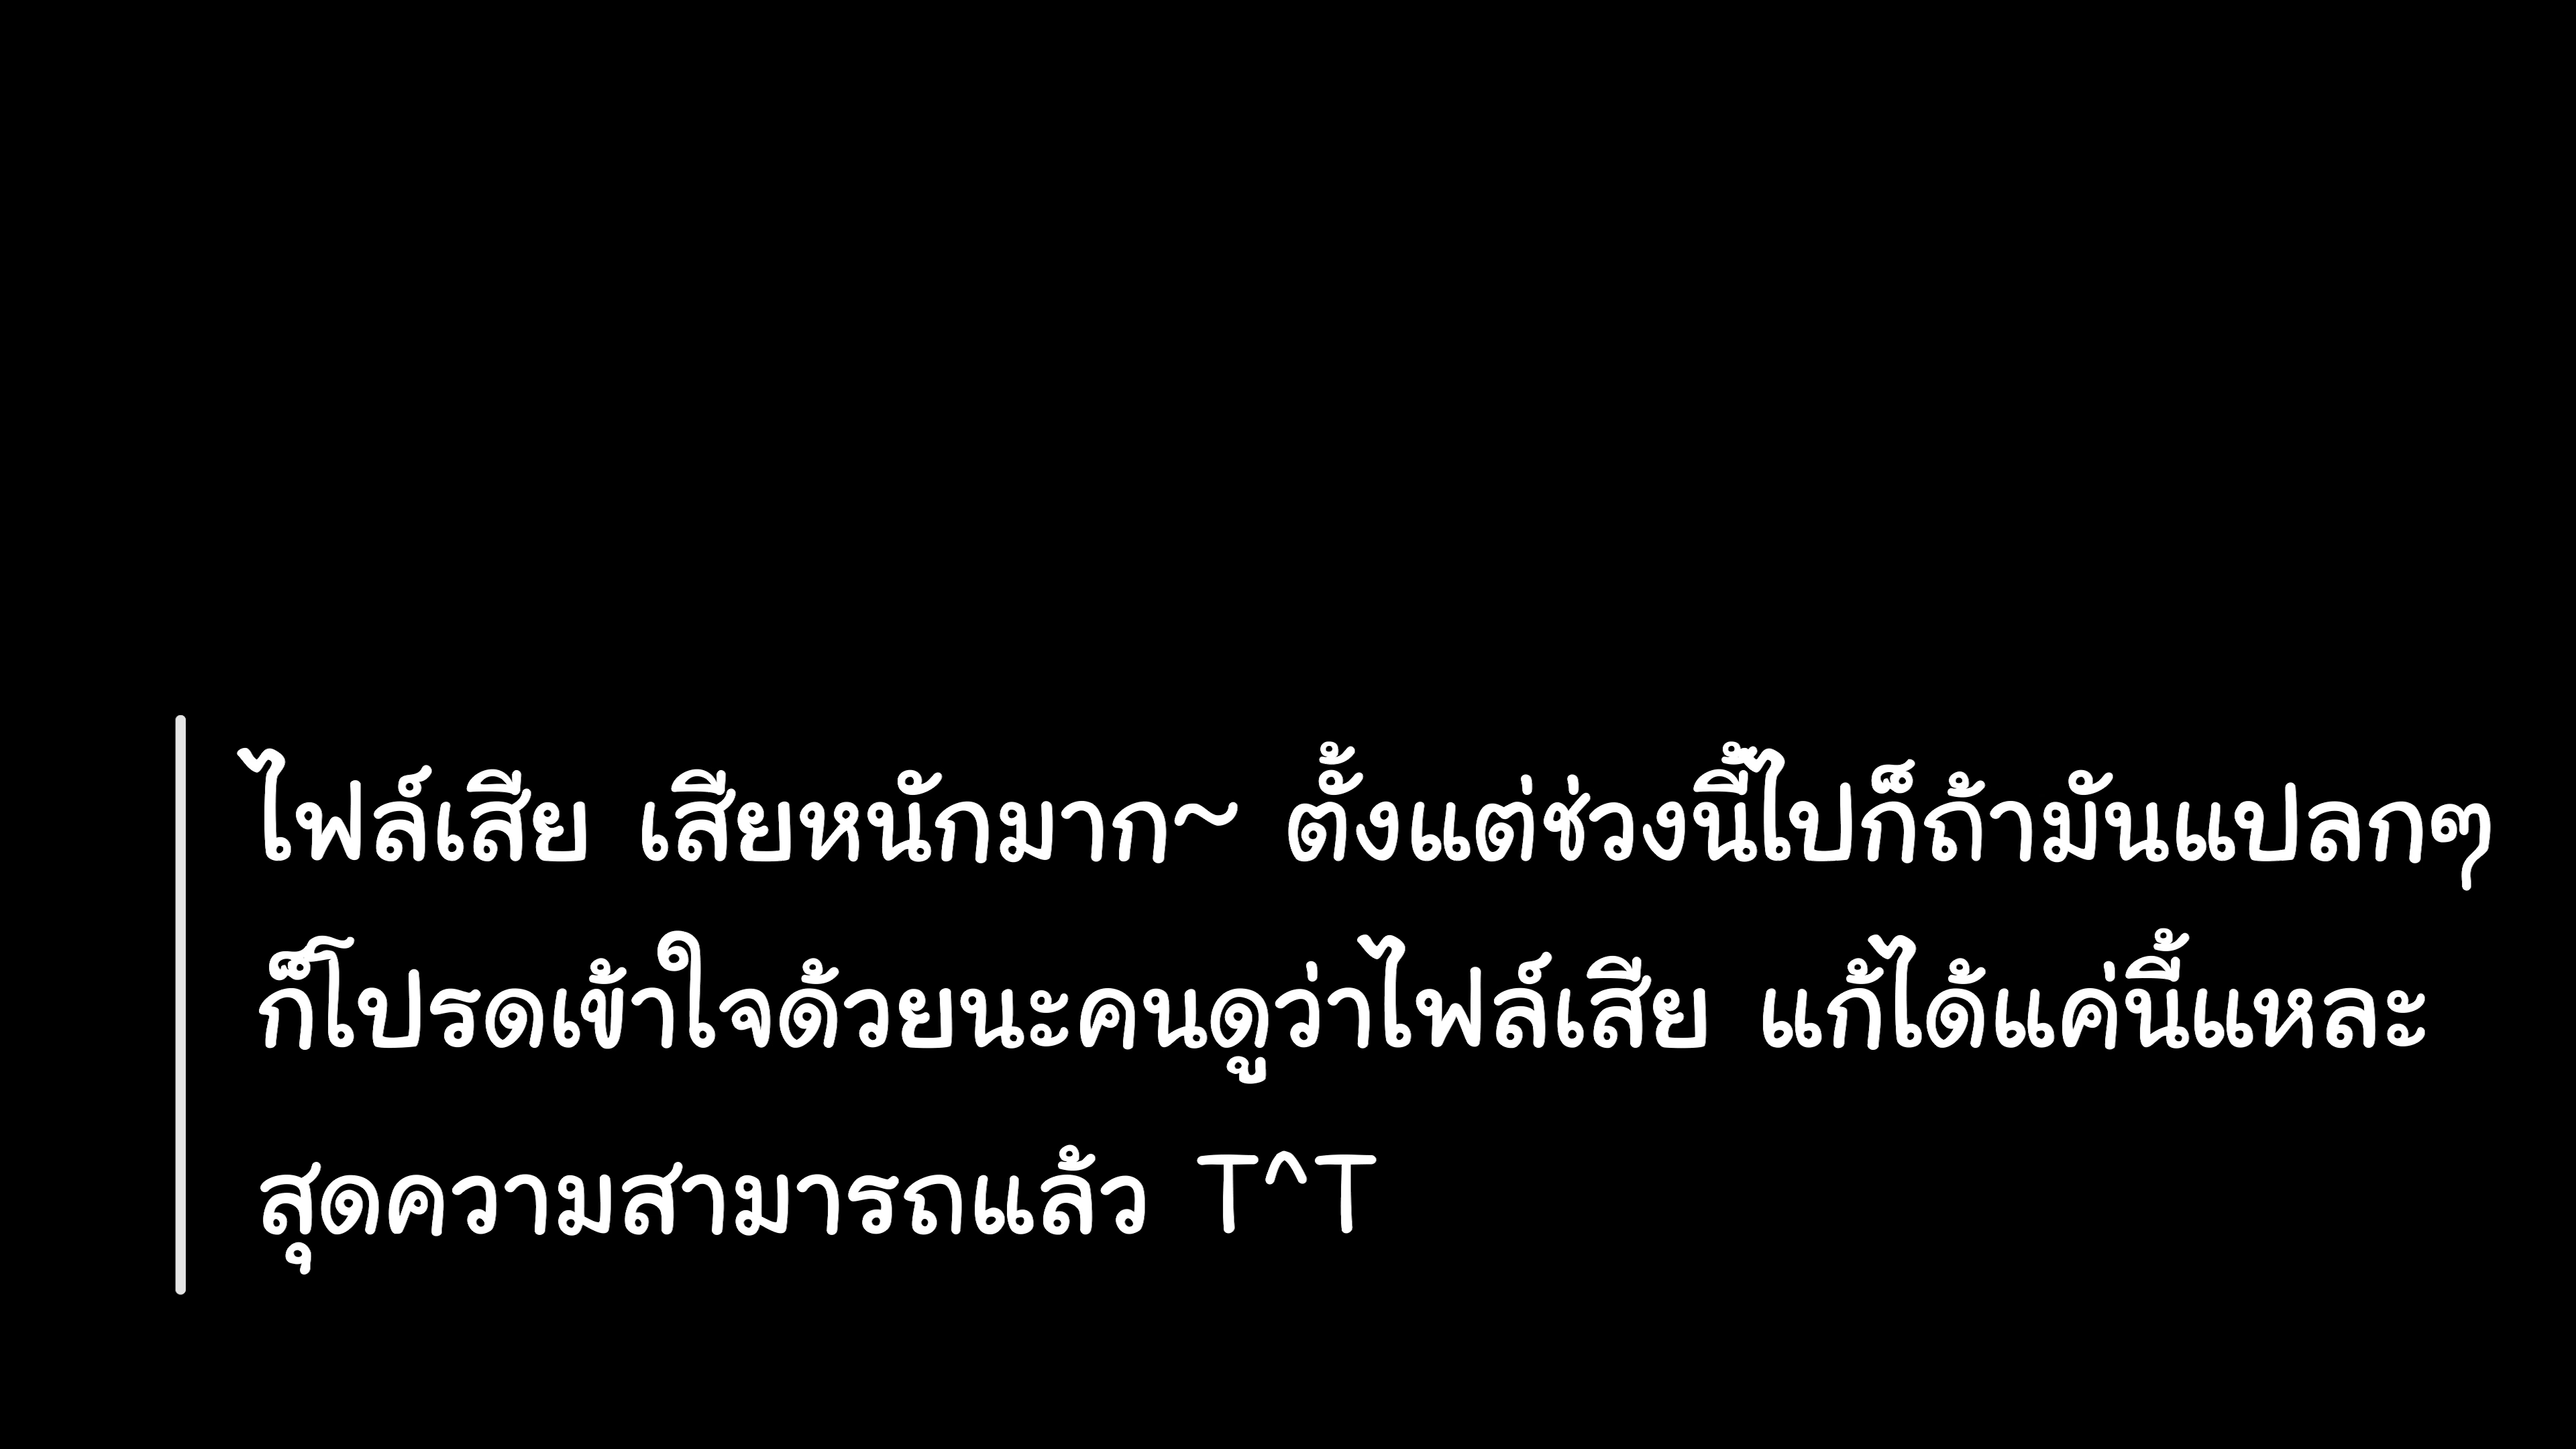 ไฟล์เสีย เสียหนักมาก~ ตั้งแต่ช่วงนี้ไปก็ถ้ามันแปลกๆ
ก็โปรดเข้าใจด้วยนะคนดูว่าไฟล์เสีย แก้ได้แค่นี้แหละ
สุดความสามารถแล้ว T^T